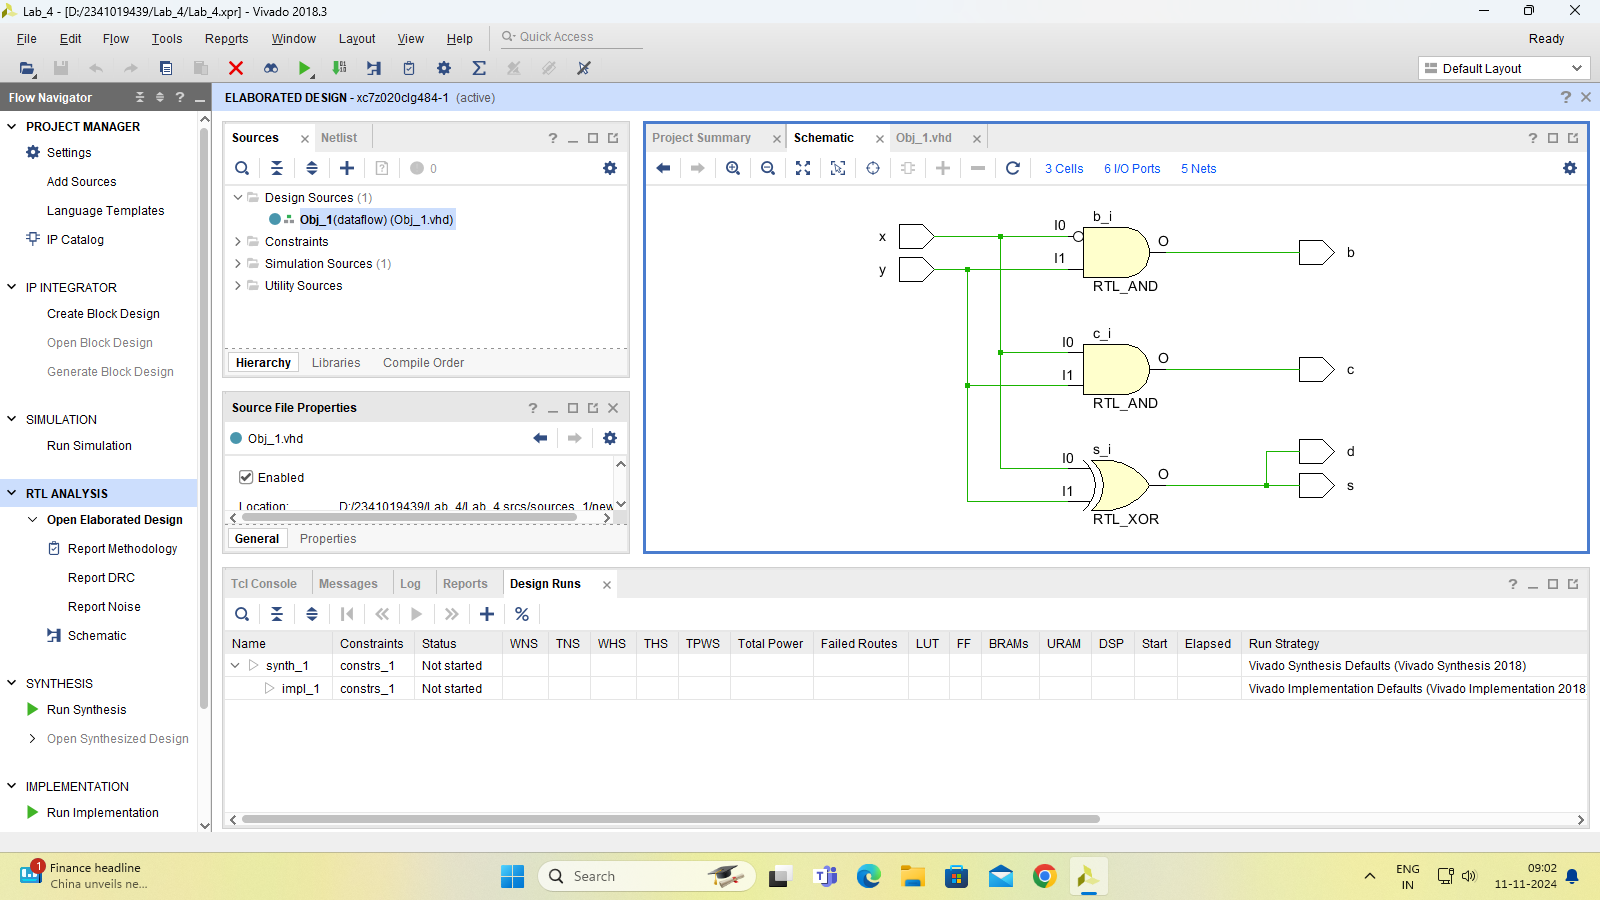 Lab_4 - [D:/2341019439/Lab_4/Lab_4.xpr] - Vivado 2018.3
File Edit Flow Tools Reports Window Layout View Help Quick Access Ready
Default Layout
Flow Navigator
PROJECT MANAGER
Settings
Add Sources
Language Templates
IP Catalog
IP INTEGRATOR
Create Block Design
Open Block Design
Generate Block Design
SIMULATION
Run Simulation
RTL ANALYSIS
Open Elaborated Design
Report Methodology
Report DRC
Report Noise
Schematic
SYNTHESIS
Run Synthesis
Open Synthesized Design
IMPLEMENTATION
Run Implementation
ELABORATED DESIGN - xc7z020clg484-1 (active)
Sources Netlist
0
Design Sources (1)
Obj_1(dataflow) (Obj_1.vhd)
Constraints
Simulation Sources (1)
Utility Sources
Hierarchy Libraries Compile Order
Source File Properties
Obj_1.vhd
Enabled
Location: D:/2341019439/Lab_4/Lab_4.srcs/sources_1/new
General Properties
Project Summary Schematic Obj_1.vhd
3 Cells 6 I/O Ports 5 Nets
b_i
I0
x
O
b
I1
y
RTL_AND
c_i
I0
O
c
I1
RTL_AND
s_i
d
I0
O
s
I1
RTL_XOR
Tcl Console Messages Log Reports Design Runs
Name Constraints Status WNS TNS WHS THS TPWS Total Power Failed Routes LUT FF BRAMs URAM DSP Start Elapsed Run Strategy
synth_1 constrs_1 Not started Vivado Synthesis Defaults (Vivado Synthesis 2018)
impl_1 constrs_1 Not started Vivado Implementation Defaults (Vivado Implementation 2018
1
Finance headline
China unveils ne...
Search
ENG
IN
09:02
11-11-2024